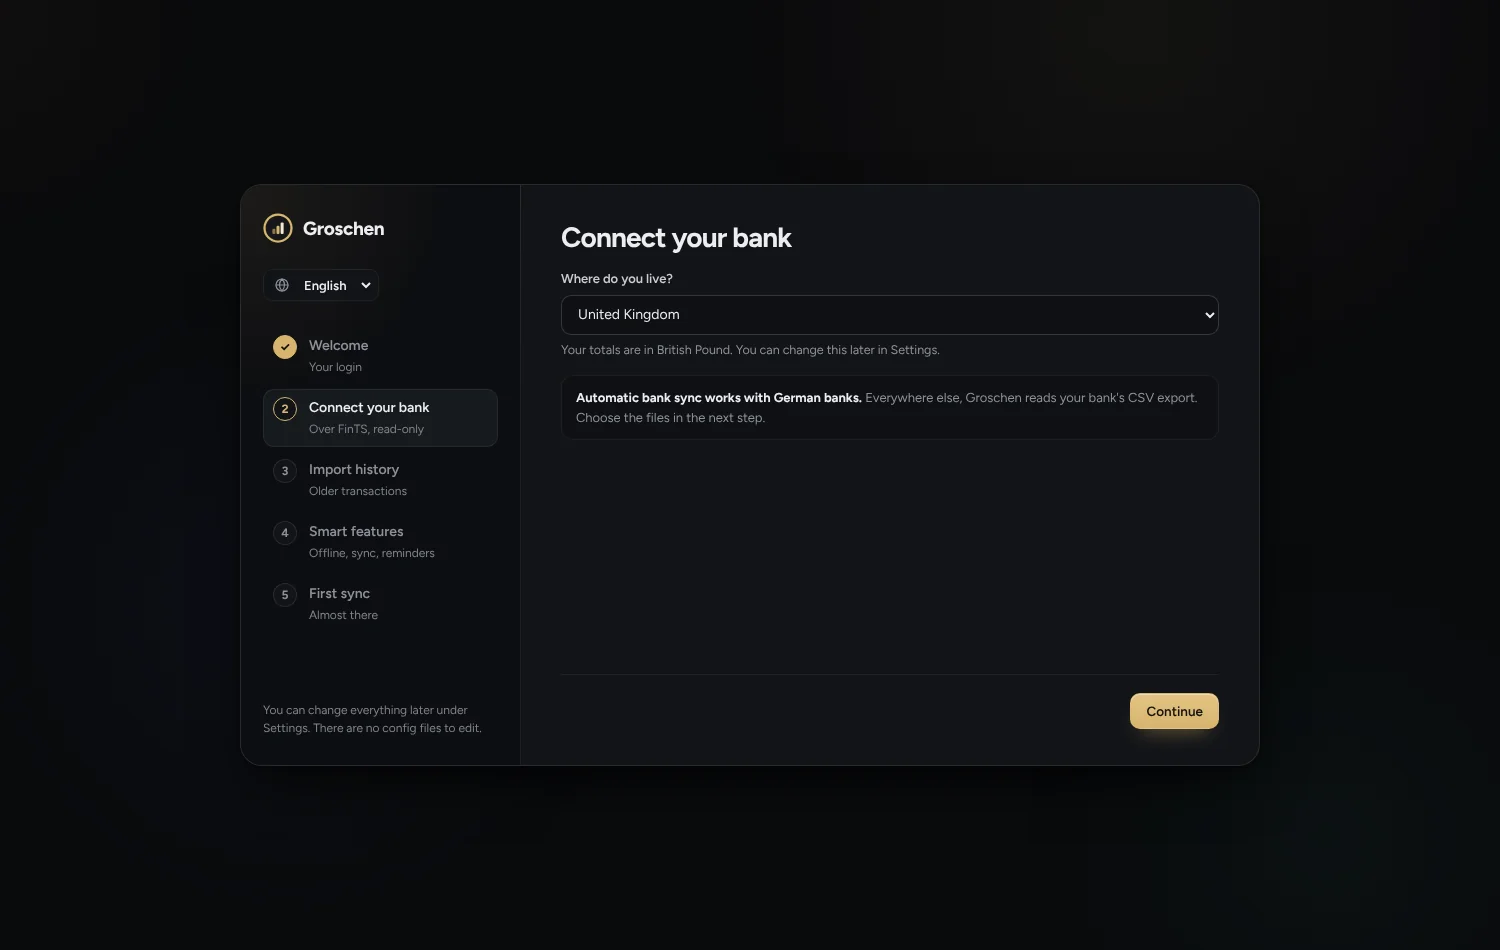 Groschen
English
Welcome
Your login
2
Connect your bank
Over FinTS, read-only
3
Import history
Older transactions
4
Smart features
Offline, sync, reminders
5
First sync
Almost there
You can change everything later under
Settings. There are no config files to edit.
Connect your bank
Where do you live?
United Kingdom
Your totals are in British Pound. You can change this later in Settings.
Automatic bank sync works with German banks. Everywhere else, Groschen reads your bank's CSV export.
Choose the files in the next step.
Continue